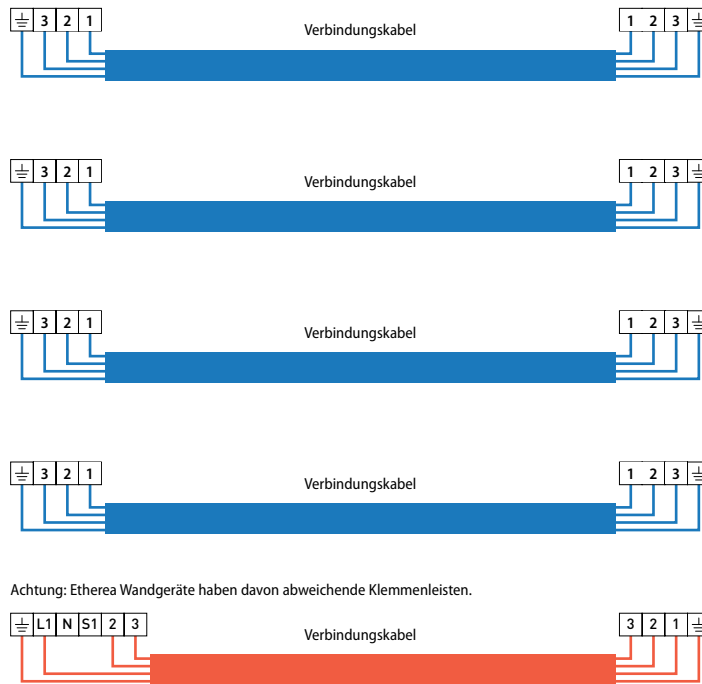 3 2 1 Verbindungskabel 1 2 3
3 2 1 Verbindungskabel 1 2 3
3 2 1 Verbindungskabel 1 2 3
3 2 1 Verbindungskabel 1 2 3
Achtung: Etherea Wandgeräte haben davon abweichende Klemmenleisten.
L1 N S1 2 3 Verbindungskabel 3 2 1